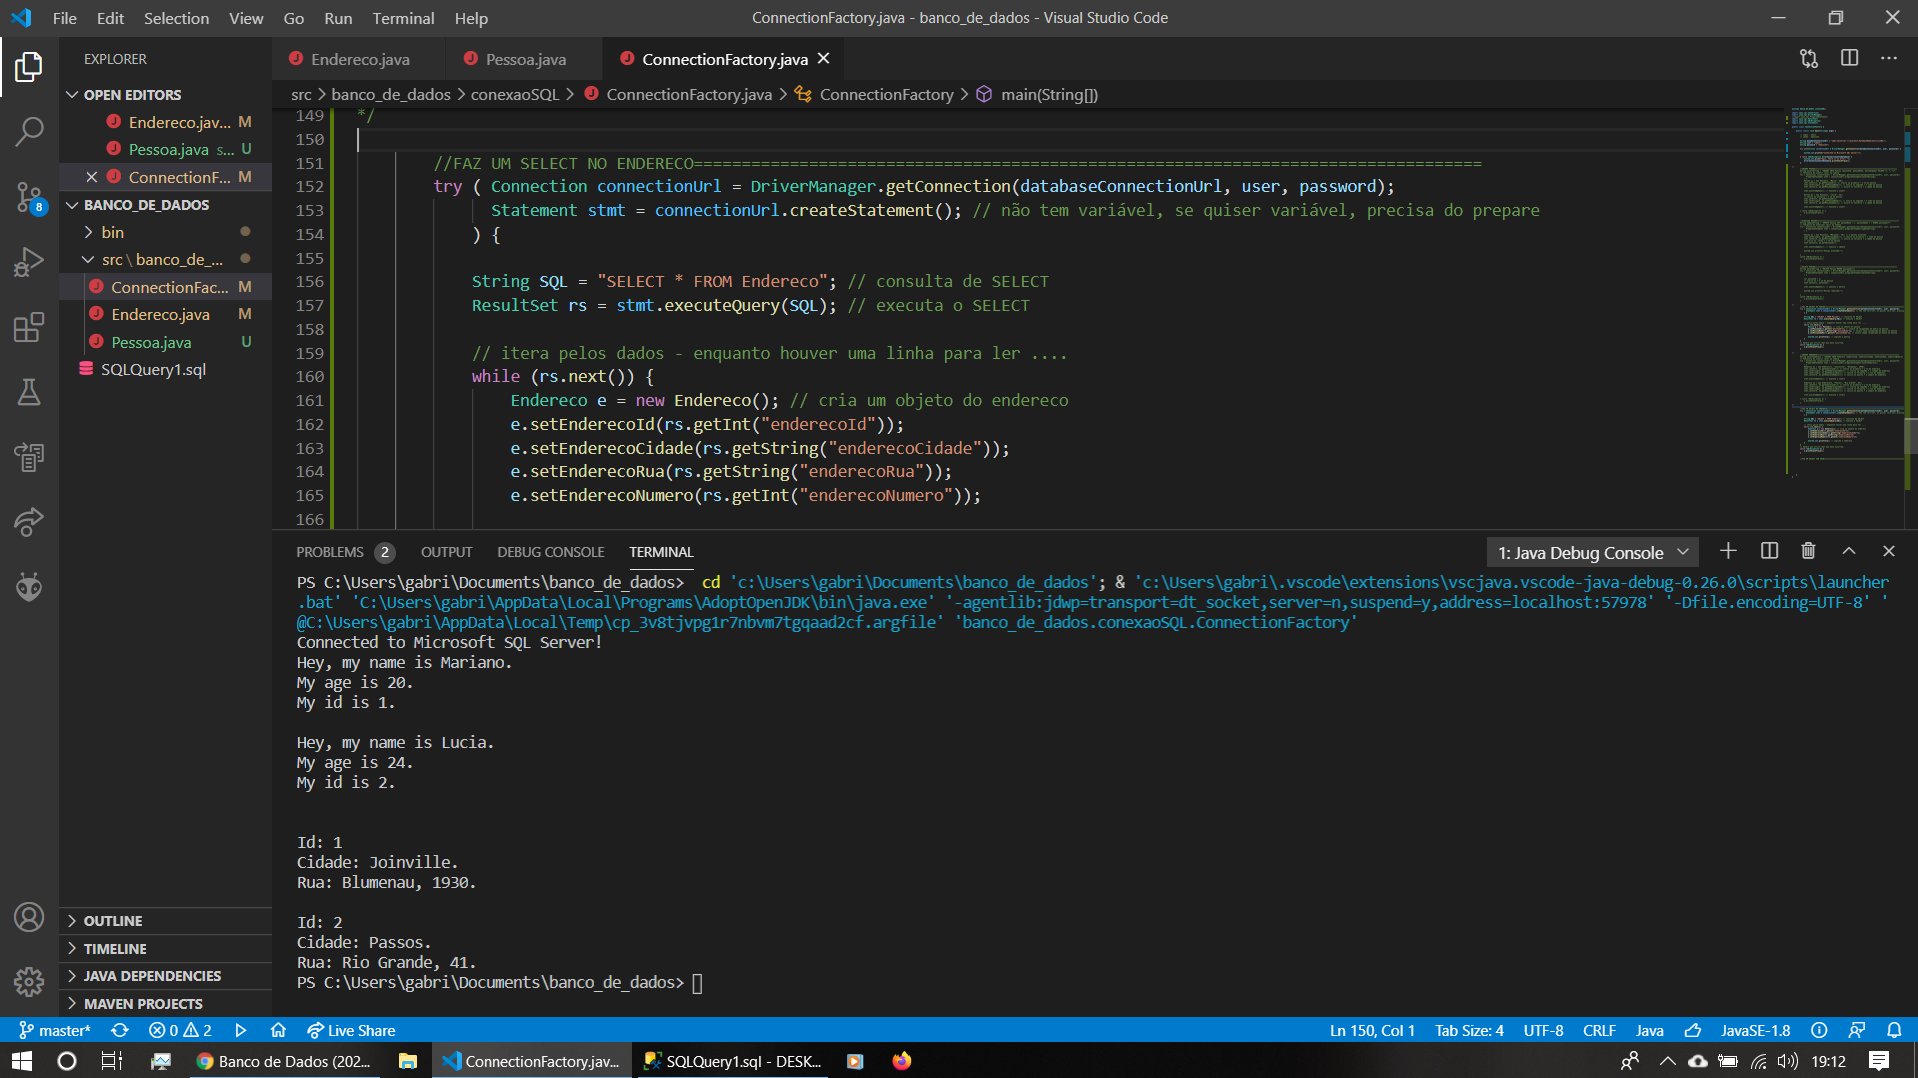 File Edit Selection View Go Run Terminal Help
ConnectionFactory.java - banco_de_dados - Visual Studio Code
EXPLORER
OPEN EDITORS
Endereco.jav... M
Pessoa.java s... U
ConnectionF... M
BANCO_DE_DADOS
bin
src \ banco_de_...
ConnectionFac... M
Endereco.java M
Pessoa.java U
SQLQuery1.sql
8
OUTLINE
TIMELINE
JAVA DEPENDENCIES
MAVEN PROJECTS
Endereco.java Pessoa.java ConnectionFactory.java
src > banco_de_dados > conexaoSQL > ConnectionFactory.java > ConnectionFactory > main(String[])
149 */
150
151 //FAZ UM SELECT NO ENDERECO==================================================================================
152 try ( Connection connectionUrl = DriverManager.getConnection(databaseConnectionUrl, user, password);
153 Statement stmt = connectionUrl.createStatement(); // não tem variável, se quiser variável, precisa do prepare
154 ) {
155
156 String SQL = "SELECT * FROM Endereco"; // consulta de SELECT
157 ResultSet rs = stmt.executeQuery(SQL); // executa o SELECT
158
159 // itera pelos dados - enquanto houver uma linha para ler ....
160 while (rs.next()) {
161 Endereco e = new Endereco(); // cria um objeto do endereco
162 e.setEnderecoId(rs.getInt("enderecoId"));
163 e.setEnderecoCidade(rs.getString("enderecoCidade"));
164 e.setEnderecoRua(rs.getString("enderecoRua"));
165 e.setEnderecoNumero(rs.getInt("enderecoNumero"));
166
PROBLEMS 2 OUTPUT DEBUG CONSOLE TERMINAL
1: Java Debug Console
PS C:\Users\gabri\Documents\banco_de_dados>  cd 'c:\Users\gabri\Documents\banco_de_dados'; & 'c:\Users\gabri\.vscode\extensions\vscjava.vscode-java-debug-0.26.0\scripts\launcher
.bat' 'C:\Users\gabri\AppData\Local\Programs\AdoptOpenJDK\bin\java.exe' '-agentlib:jdwp=transport=dt_socket,server=n,suspend=y,address=localhost:57978' '-Dfile.encoding=UTF-8' '
@C:\Users\gabri\AppData\Local\Temp\cp_3v8tjvpg1r7nbvm7tgqaad2cf.argfile' 'banco_de_dados.conexaoSQL.ConnectionFactory'
Connected to Microsoft SQL Server!
Hey, my name is Mariano.
My age is 20.
My id is 1.
Hey, my name is Lucia.
My age is 24.
My id is 2.
Id: 1
Cidade: Joinville.
Rua: Blumenau, 1930.
Id: 2
Cidade: Passos.
Rua: Rio Grande, 41.
PS C:\Users\gabri\Documents\banco_de_dados>
master* 0 2 Live Share
Ln 150, Col 1 Tab Size: 4 UTF-8 CRLF Java JavaSE-1.8
Banco de Dados (202... ConnectionFactory.jav... SQLQuery1.sql - DESK... 19:12